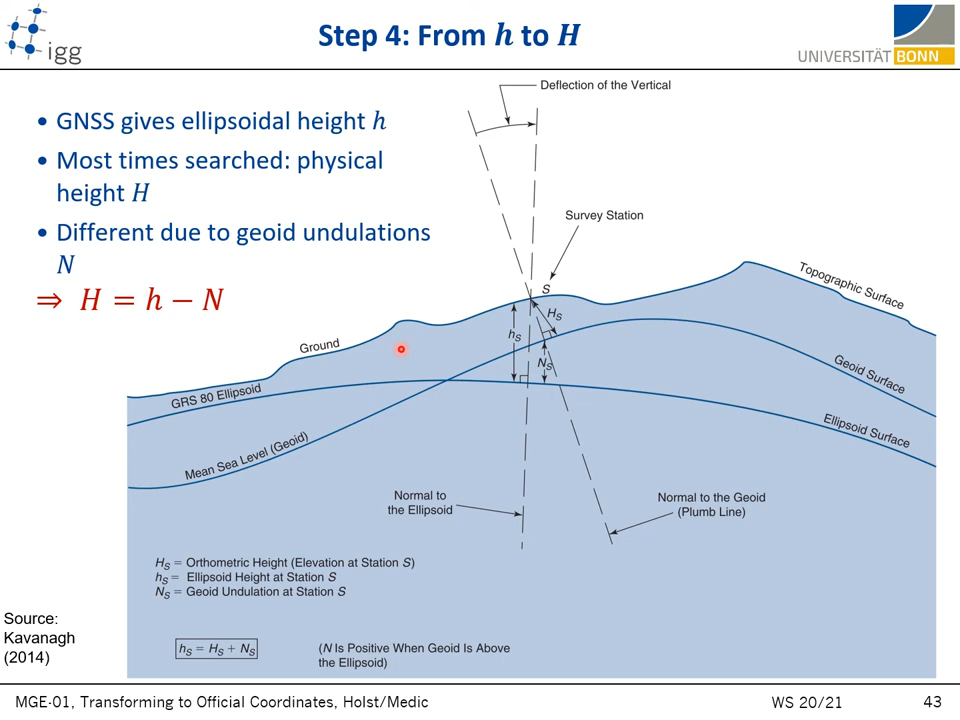 Step 4: From h to H
igg
UNIVERSITÄT BONN
• GNSS gives ellipsoidal height h
• Most times searched: physical
height H
• Different due to geoid undulations
N
⇒ H = h − N
Deflection of the Vertical
Survey Station
S
Topographic Surface
H_S
h_S
N_S
Ground
Geoid Surface
GRS 80 Ellipsoid
Ellipsoid Surface
Mean Sea Level (Geoid)
Normal to
the Ellipsoid
Normal to the Geoid
(Plumb Line)
H_S = Orthometric Height (Elevation at Station S)
h_S = Ellipsoid Height at Station S
N_S = Geoid Undulation at Station S
h_S = H_S + N_S
(N Is Positive When Geoid Is Above
the Ellipsoid)
Source:
Kavanagh
(2014)
MGE-01, Transforming to Official Coordinates, Holst/Medic
WS 20/21
43